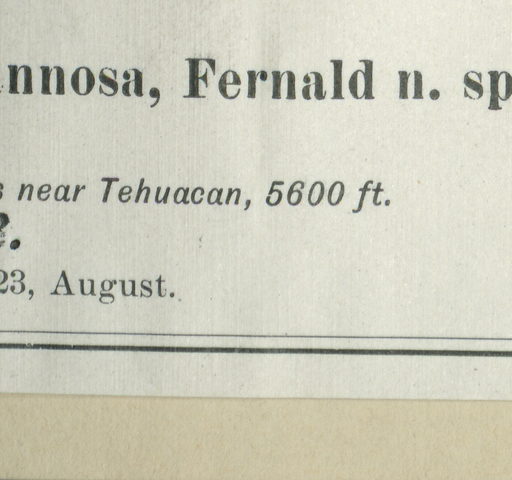 nnosa, Fernald n. sp
near Tehuacan, 5600 ft.
23, August.